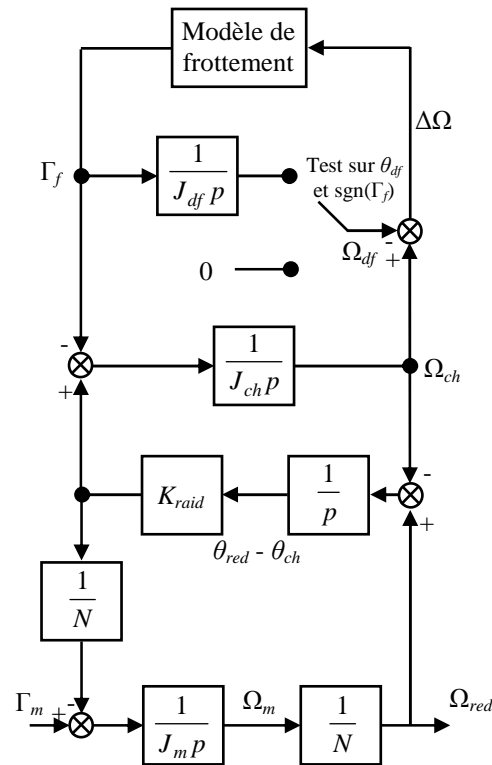 Modèle de
frottement
ΔΩ
Γf
1
Jdf p
Test sur θdf
et sgn(Γf)
-
+
Ωdf
0
-
+
1
Jch p
Ωch
Kraid
1
p
-
+
θred - θch
1
N
Γm
+
-
1
Jm p
Ωm
1
N
Ωred